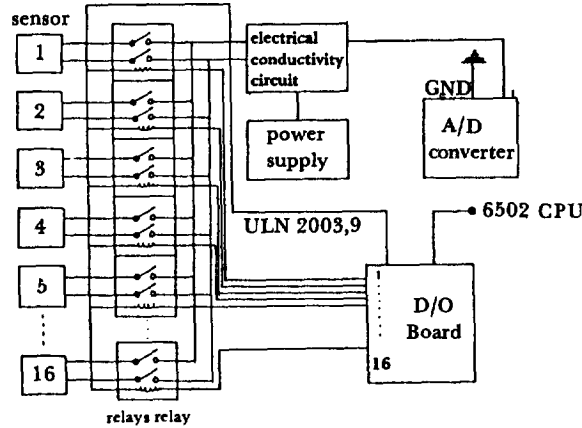 sensor
1
2
3
4
5
16
relays relay
electrical
conductivity
circuit
power
supply
GND
A/D
converter
ULN 2003,9
6502 CPU
1
16
D/O
Board